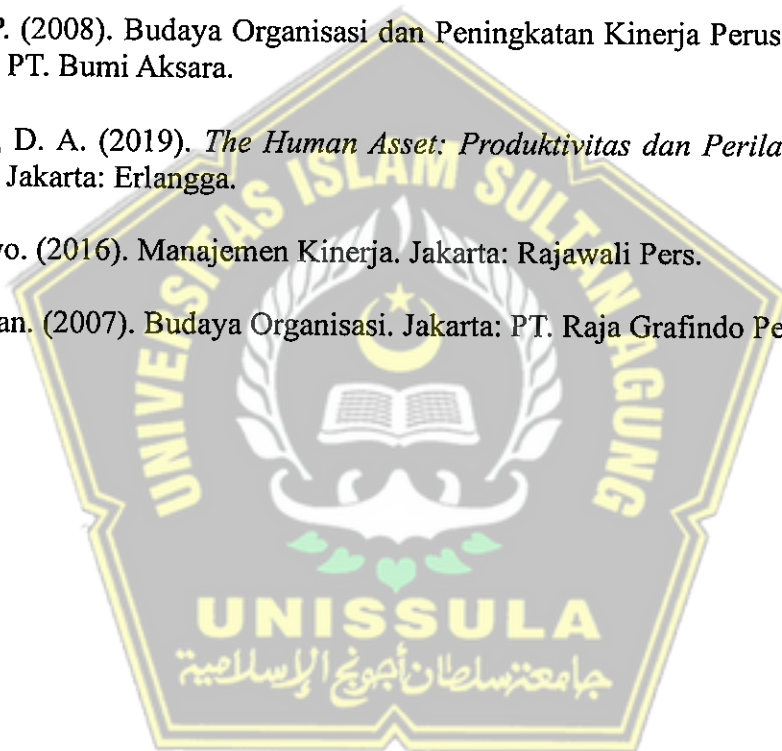 P. (2008). Budaya Organisasi dan Peningkatan Kinerja Perus
PT. Bumi Aksara.
D. A. (2019). The Human Asset: Produktivitas dan Perila
Jakarta: Erlangga.
vo. (2016). Manajemen Kinerja. Jakarta: Rajawali Pers.
an. (2007). Budaya Organisasi. Jakarta: PT. Raja Grafindo Pe
UNIVERSITAS ISLAM SULTAN AGUNG
UNISSULA
جامعة سلطان أجونج الإسلامية